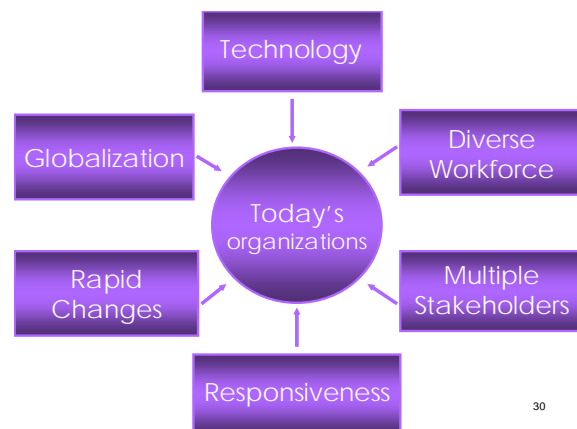 Technology
Globalization
Diverse
Workforce
Today's
organizations
Rapid
Changes
Multiple
Stakeholders
Responsiveness
30